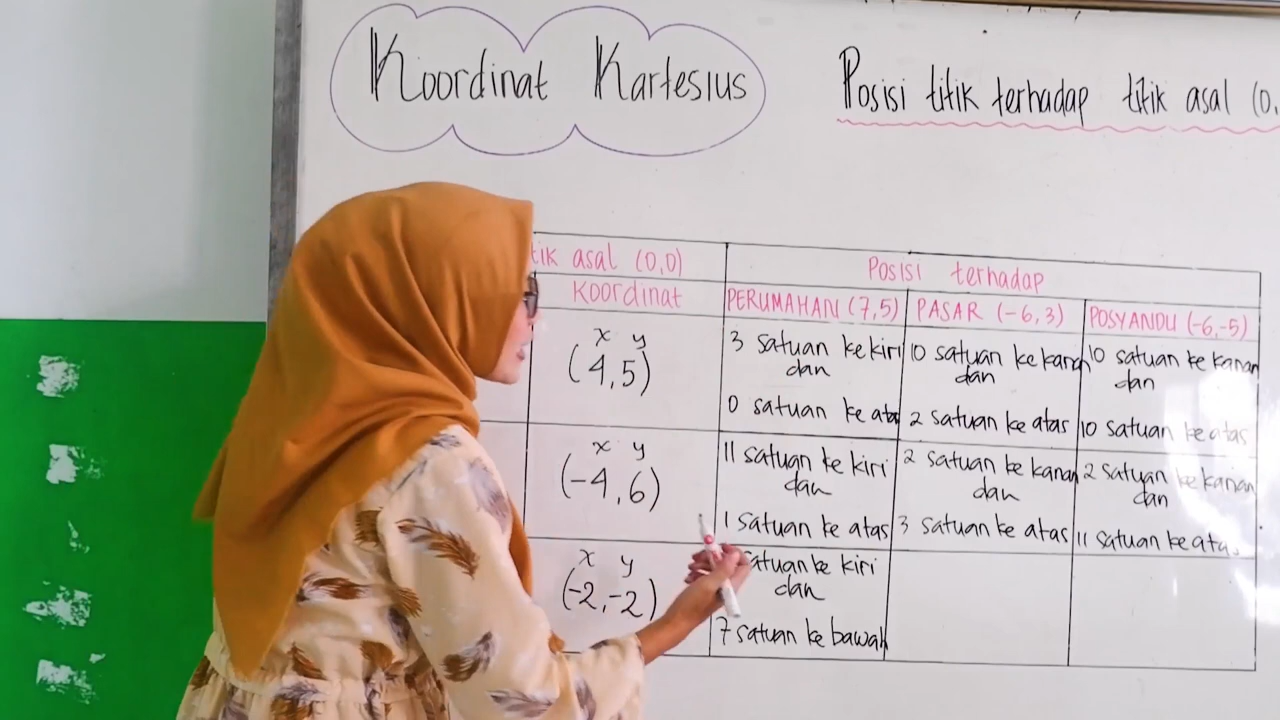 Koordinat Kartesius
Posisi titik terhadap titik asal (0,
tik asal (0,0)
Posisi terhadap
Koordinat
PERUMAHAN (7,5)
PASAR (-6,3)
POSYANDU (-6,-5)
x y
(4,5)
3 satuan ke kiri
dan
0 satuan ke atas
10 satuan ke kanan
dan
2 satuan ke atas
10 satuan ke kanan
dan
10 satuan ke atas
x y
(-4,6)
11 satuan ke kiri
dan
1 satuan ke atas
2 satuan ke kanan
dan
3 satuan ke atas
2 satuan ke kanan
dan
11 satuan ke atas
x y
(-2,-2)
satuan ke kiri
dan
7 satuan ke bawah